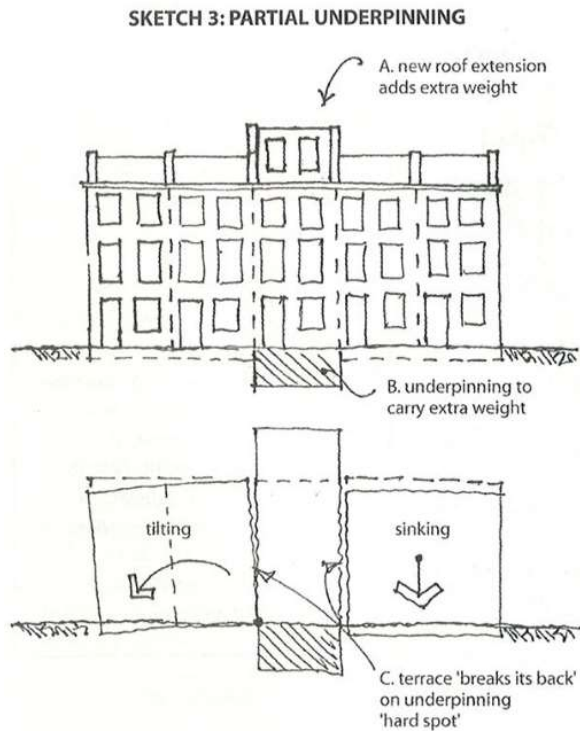 SKETCH 3: PARTIAL UNDERPINNING
A. new roof extension
adds extra weight
B. underpinning to
carry extra weight
tilting
sinking
C. terrace 'breaks its back'
on underpinning
'hard spot'